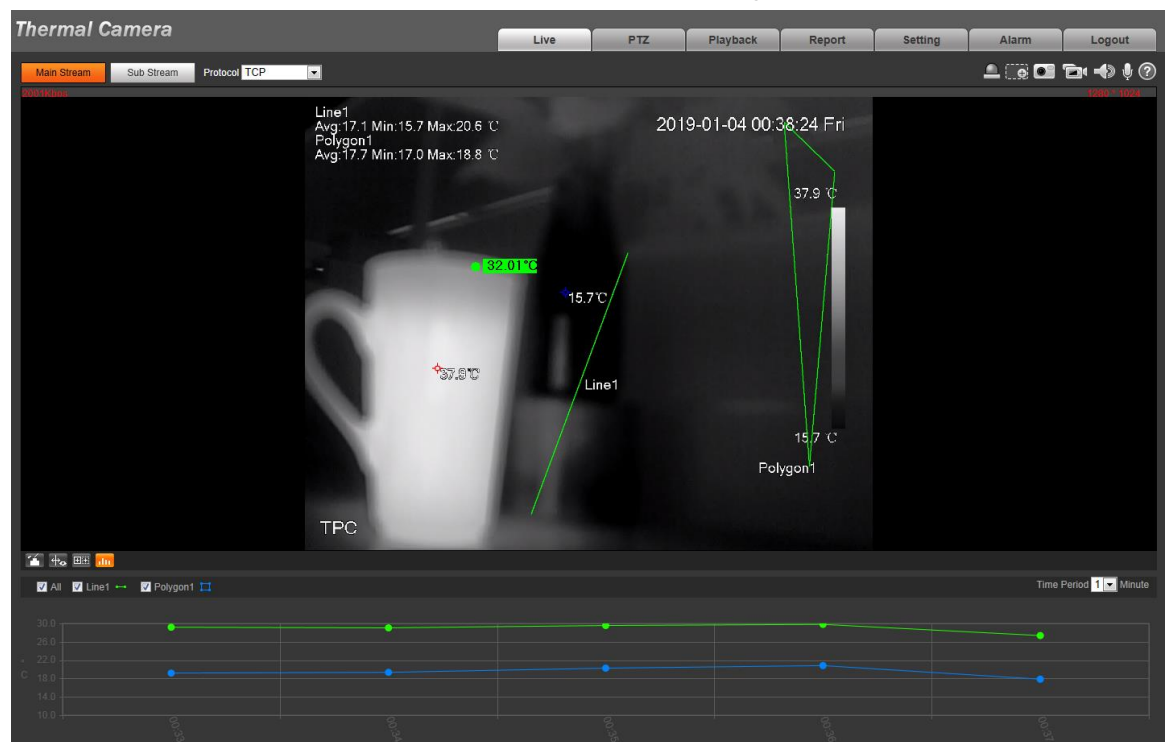 Thermal Camera
Live PTZ Playback Report Setting Alarm Logout
Main Stream Sub Stream Protocol TCP
2001Kbps 1280 * 1024
Line1
Avg:17.1 Min:15.7 Max:20.6 ℃
Polygon1
Avg:17.7 Min:17.0 Max:18.8 ℃
2019-01-04 00:38:24 Fri
37.9 ℃
32.01°C
15.7℃
37.9℃
Line1
15.7 ℃
Polygon1
TPC
All Line1 Polygon1 Time Period 1 Minute
30.0
26.0
22.0
18.0
14.0
10.0
° C
00:33 00:34 00:35 00:36 00:37